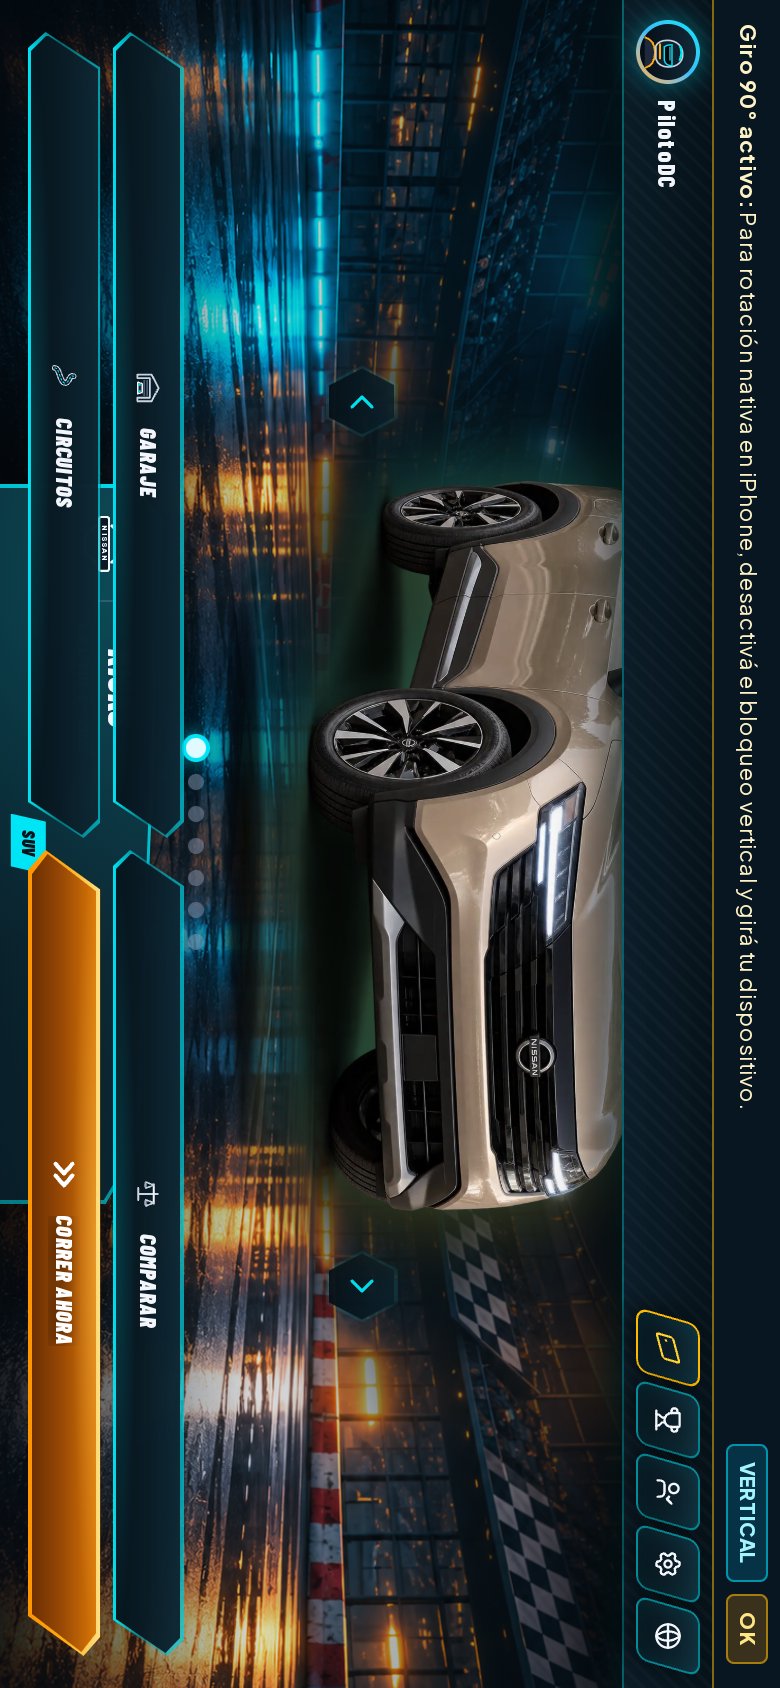 Giro 90° activo: Para rotación nativa en iPhone, desactivá el bloqueo vertical y girá tu dispositivo.
VERTICAL
OK
PilotoDC
NISSAN
GARAJE
COMPARAR
NISSAN
CIRCUITOS
CORRER AHORA
SUV